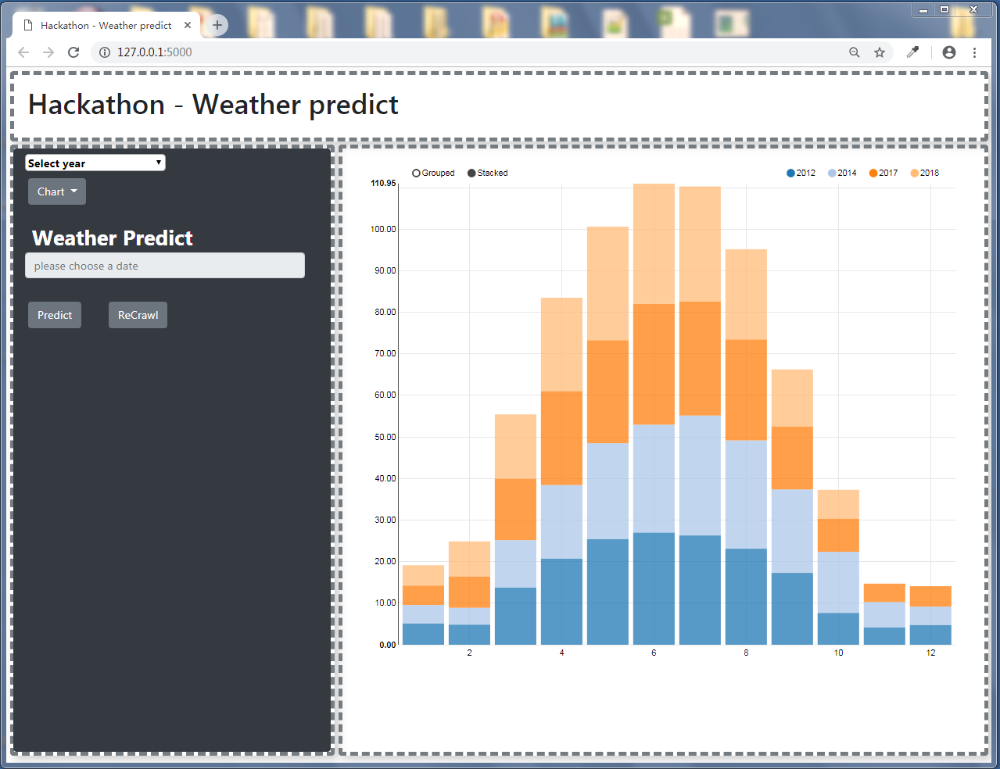 Hackathon - Weather predict
127.0.0.1:5000
Hackathon - Weather predict
Select year
Chart
Weather Predict
please choose a date
Predict ReCrawl
Grouped Stacked 2012 2014 2017 2018
110.95
100.00
90.00
80.00
70.00
60.00
50.00
40.00
30.00
20.00
10.00
0.00
2 4 6 8 10 12